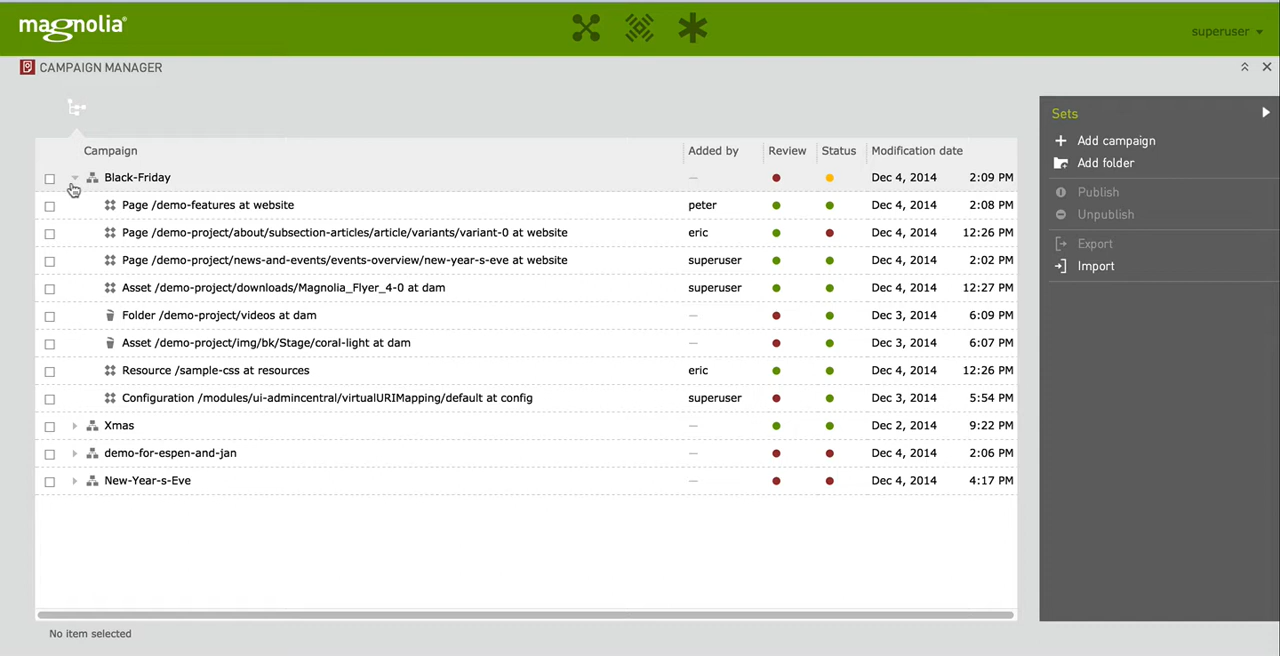 magnolia®
superuser
CAMPAIGN MANAGER
Campaign Added by Review Status Modification date
Black-Friday — Dec 4, 2014 2:09 PM
Page /demo-features at website peter Dec 4, 2014 2:08 PM
Page /demo-project/about/subsection-articles/article/variants/variant-0 at website eric Dec 4, 2014 12:26 PM
Page /demo-project/news-and-events/events-overview/new-year-s-eve at website superuser Dec 4, 2014 2:02 PM
Asset /demo-project/downloads/Magnolia_Flyer_4-0 at dam superuser Dec 4, 2014 12:27 PM
Folder /demo-project/videos at dam — Dec 3, 2014 6:09 PM
Asset /demo-project/img/bk/Stage/coral-light at dam — Dec 3, 2014 6:07 PM
Resource /sample-css at resources eric Dec 4, 2014 12:26 PM
Configuration /modules/ui-admincentral/virtualURIMapping/default at config superuser Dec 3, 2014 5:54 PM
Xmas — Dec 2, 2014 9:22 PM
demo-for-espen-and-jan — Dec 4, 2014 2:06 PM
New-Year-s-Eve — Dec 4, 2014 4:17 PM
No item selected
Sets
Add campaign
Add folder
Publish
Unpublish
Export
Import